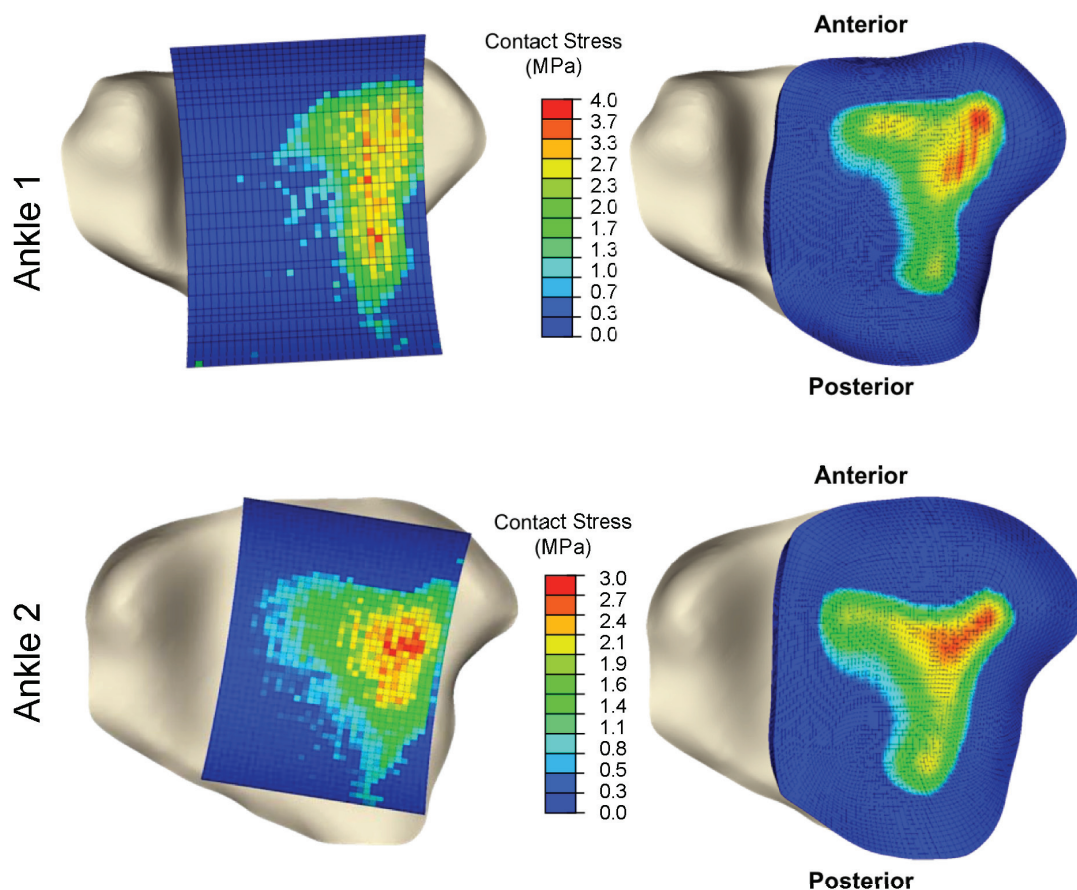 Ankle 1
Contact Stress
(MPa)
4.0
3.7
3.3
2.7
2.3
2.0
1.7
1.3
1.0
0.7
0.3
0.0
Anterior
Posterior
Ankle 2
Contact Stress
(MPa)
3.0
2.7
2.4
2.1
1.9
1.6
1.4
1.1
0.8
0.5
0.3
0.0
Anterior
Posterior